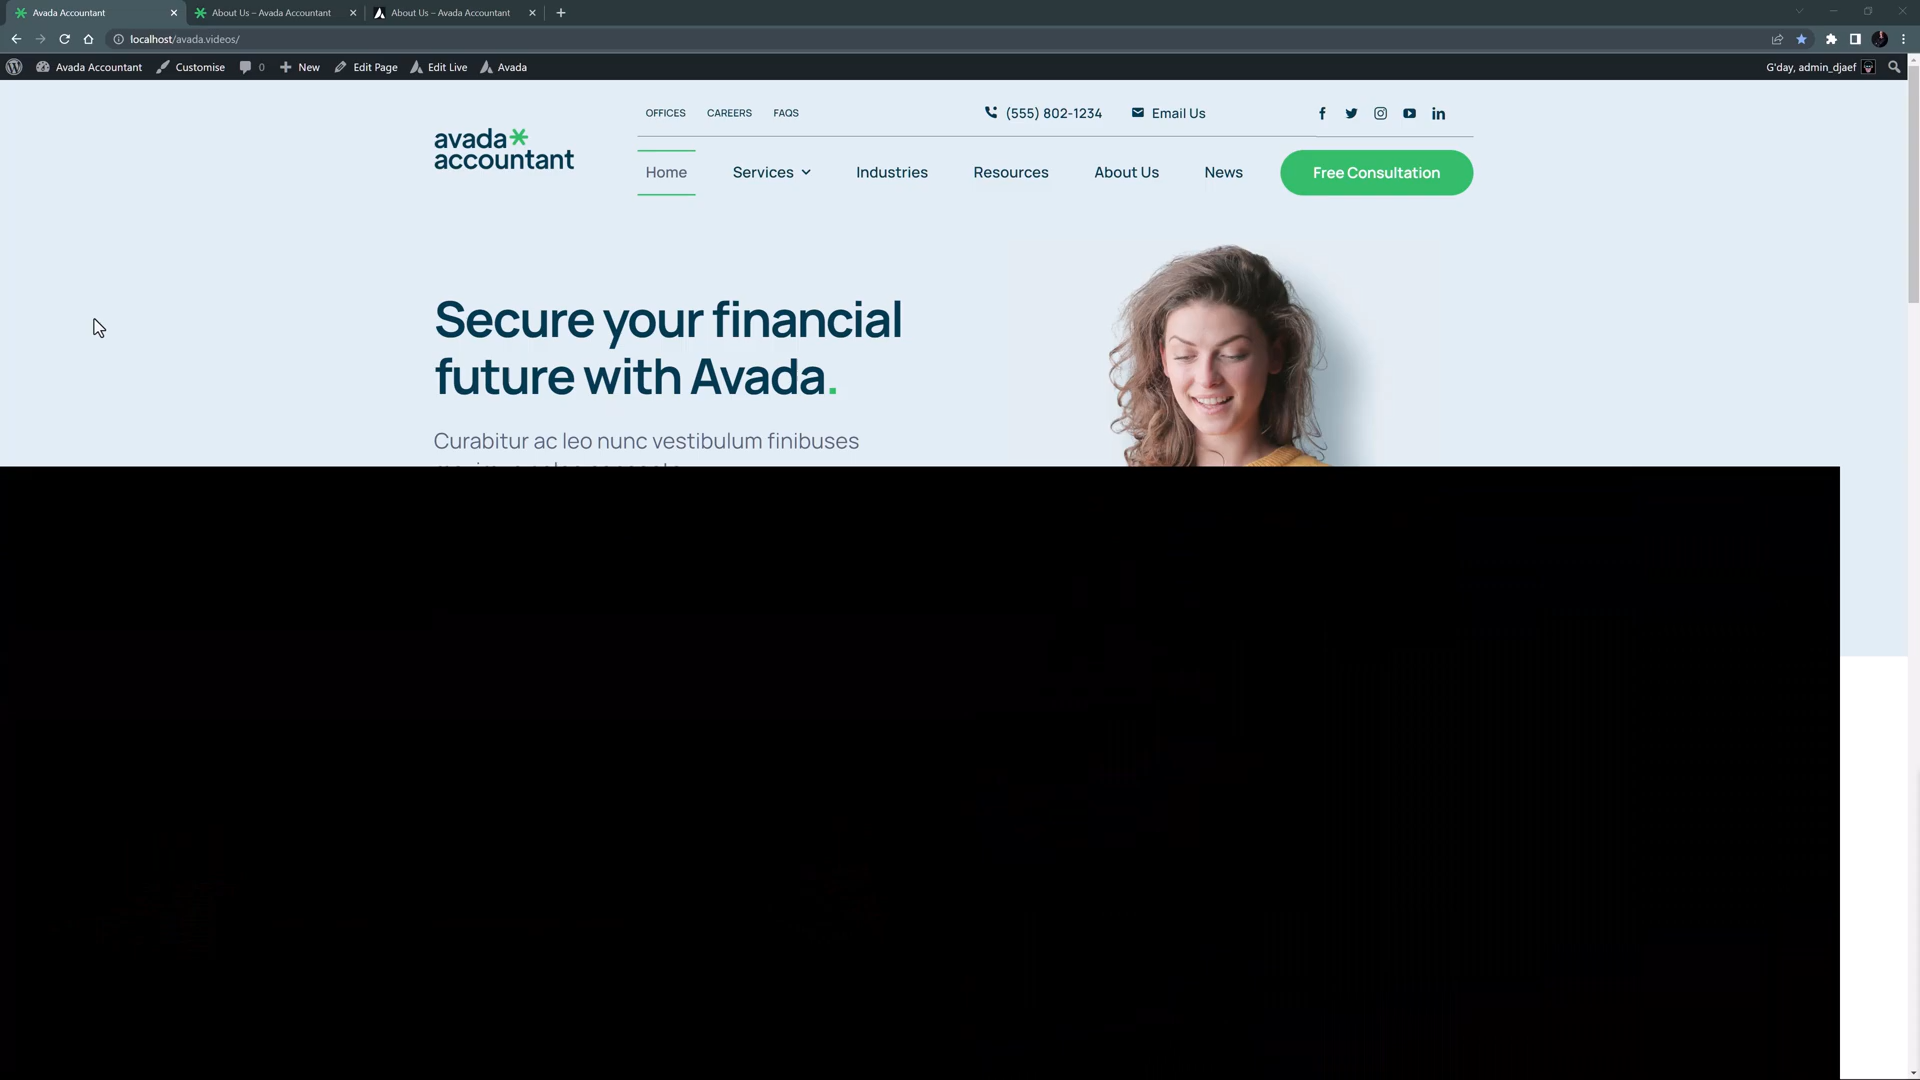 Avada Accountant
About Us – Avada Accountant
About Us – Avada Accountant
localhost/avada.videos/
Avada Accountant
Customise
0
New
Edit Page
Edit Live
Avada
G'day, admin_djaef
OFFICES
CAREERS
FAQS
(555) 802-1234
Email Us
avada
accountant
Home
Services
Industries
Resources
About Us
News
Free Consultation
Secure your financial
future with Avada.
Curabitur ac leo nunc vestibulum finibuses